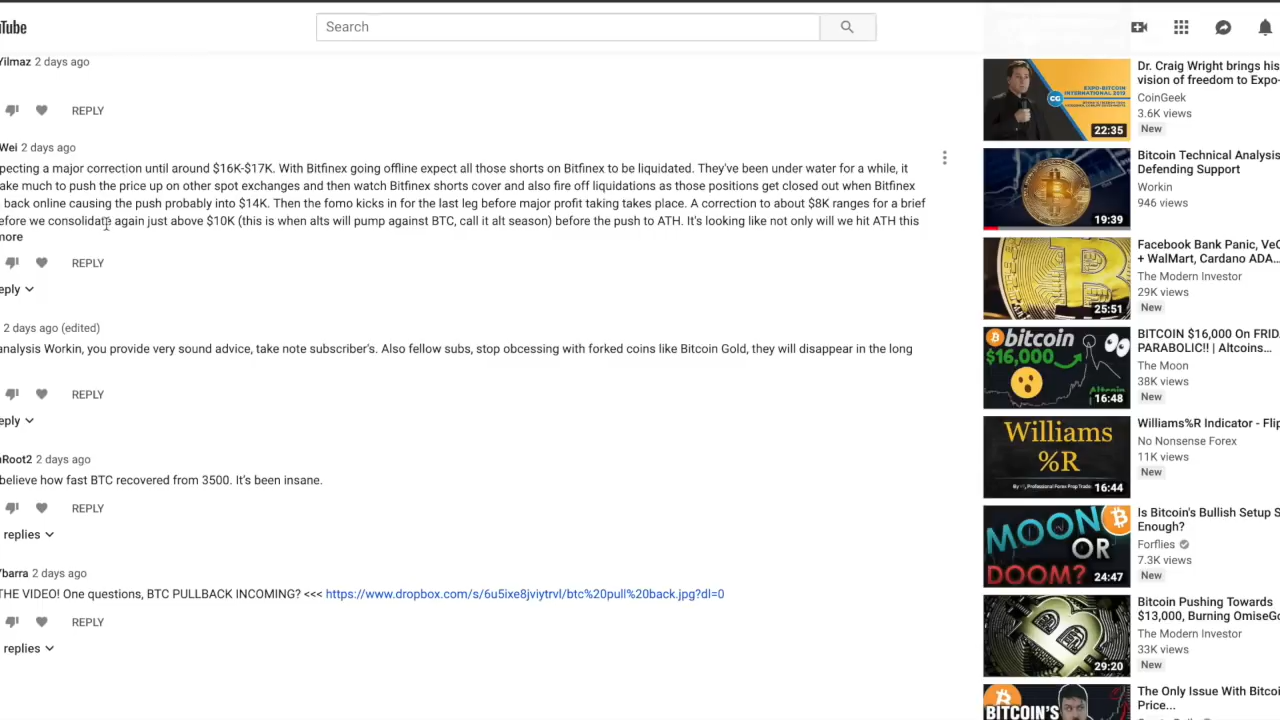 Tube
Search
Yilmaz 2 days ago
REPLY
Wei 2 days ago
pecting a major correction until around $16K-$17K. With Bitfinex going offline expect all those shorts on Bitfinex to be liquidated. They've been under water for a while, it
ake much to push the price up on other spot exchanges and then watch Bitfinex shorts cover and also fire off liquidations as those positions get closed out when Bitfinex
back online causing the push probably into $14K. Then the fomo kicks in for the last leg before major profit taking takes place. A correction to about $8K ranges for a brief
efore we consolidate again just above $10K (this is when alts will pump against BTC, call it alt season) before the push to ATH. It's looking like not only will we hit ATH this
more
REPLY
eply
2 days ago (edited)
analysis Workin, you provide very sound advice, take note subscriber's. Also fellow subs, stop obcessing with forked coins like Bitcoin Gold, they will disappear in the long
REPLY
eply
nRoot2 2 days ago
believe how fast BTC recovered from 3500. It's been insane.
REPLY
replies
Ybarra 2 days ago
THE VIDEO! One questions, BTC PULLBACK INCOMING? <<< https://www.dropbox.com/s/6u5ixe8jviytrvl/btc%20pull%20back.jpg?dl=0
REPLY
replies
EXPO-BITCOIN
INTERNATIONAL 2019
CG
22:35
Dr. Craig Wright brings his
vision of freedom to Expo-
CoinGeek
3.6K views
New
19:39
Bitcoin Technical Analysis
Defending Support
Workin
946 views
25:51
Facebook Bank Panic, VeC
+ WalMart, Cardano ADA...
The Modern Investor
29K views
New
bitcoin
$16,000
Altcoins
16:48
BITCOIN $16,000 On FRID
PARABOLIC!! | Altcoins...
The Moon
38K views
New
Williams
%R
16:44
Williams%R Indicator - Flip
No Nonsense Forex
11K views
New
MOON
OR
DOOM?
24:47
Is Bitcoin's Bullish Setup S
Enough?
Forflies
7.3K views
New
29:20
Bitcoin Pushing Towards
$13,000, Burning OmiseGo
The Modern Investor
33K views
New
BITCOIN'S
The Only Issue With Bitcoi
Price...